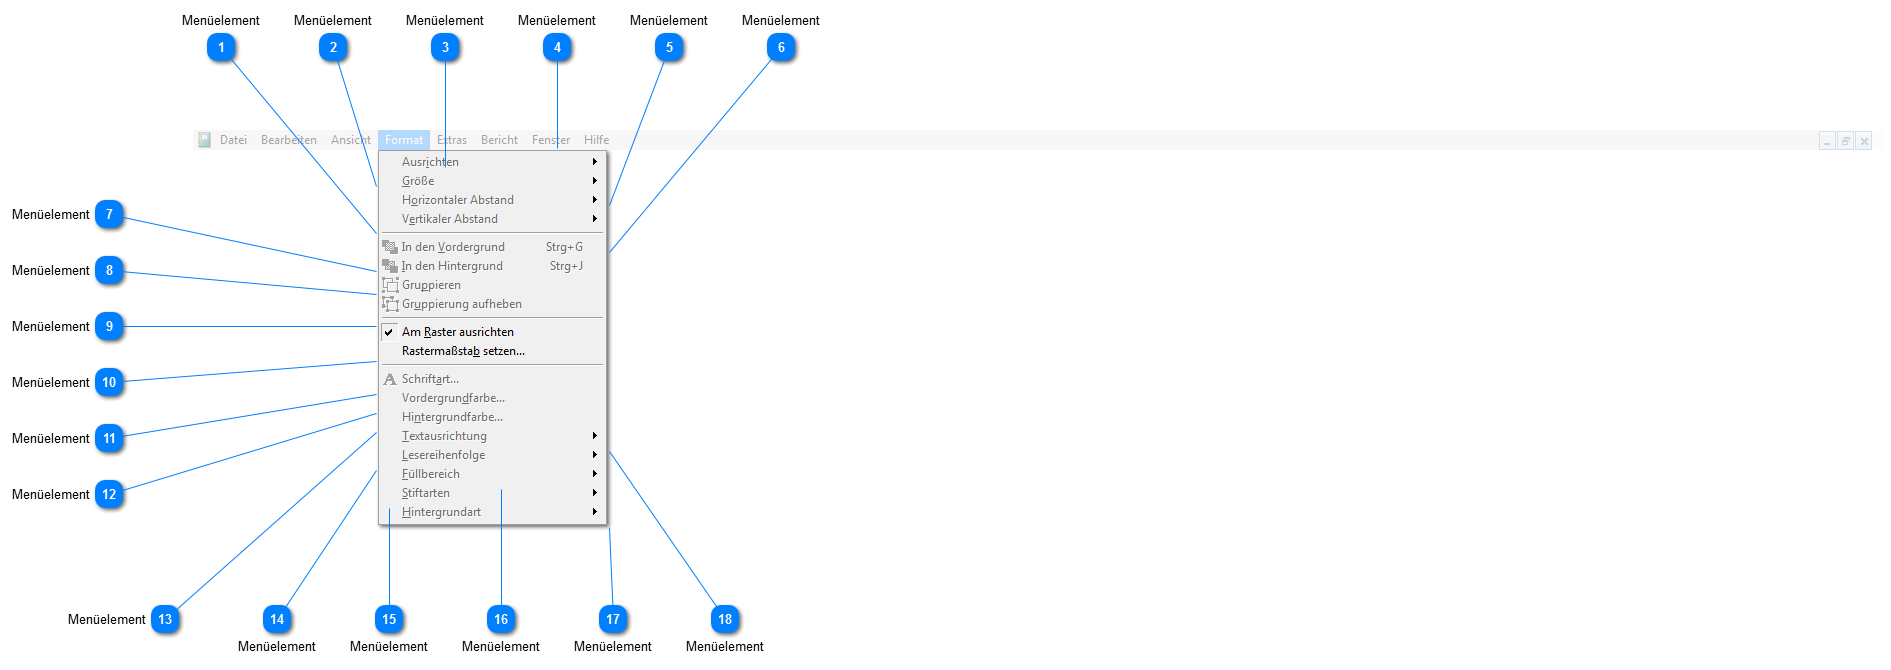 Menüelement Menüelement Menüelement Menüelement Menüelement Menüelement
1 2 3 4 5 6
Datei Bearbeiten Ansicht Format Extras Bericht Fenster Hilfe
Ausrichten
Größe
Horizontaler Abstand
Vertikaler Abstand
In den Vordergrund Strg+G
In den Hintergrund Strg+J
Gruppieren
Gruppierung aufheben
Am Raster ausrichten
Rastermaßstab setzen...
Schriftart...
Vordergrundfarbe...
Hintergrundfarbe...
Textausrichtung
Lesereihenfolge
Füllbereich
Stiftarten
Hintergrundart
Menüelement 7
Menüelement 8
Menüelement 9
Menüelement 10
Menüelement 11
Menüelement 12
Menüelement 13 14 15 16 17 18
Menüelement Menüelement Menüelement Menüelement Menüelement